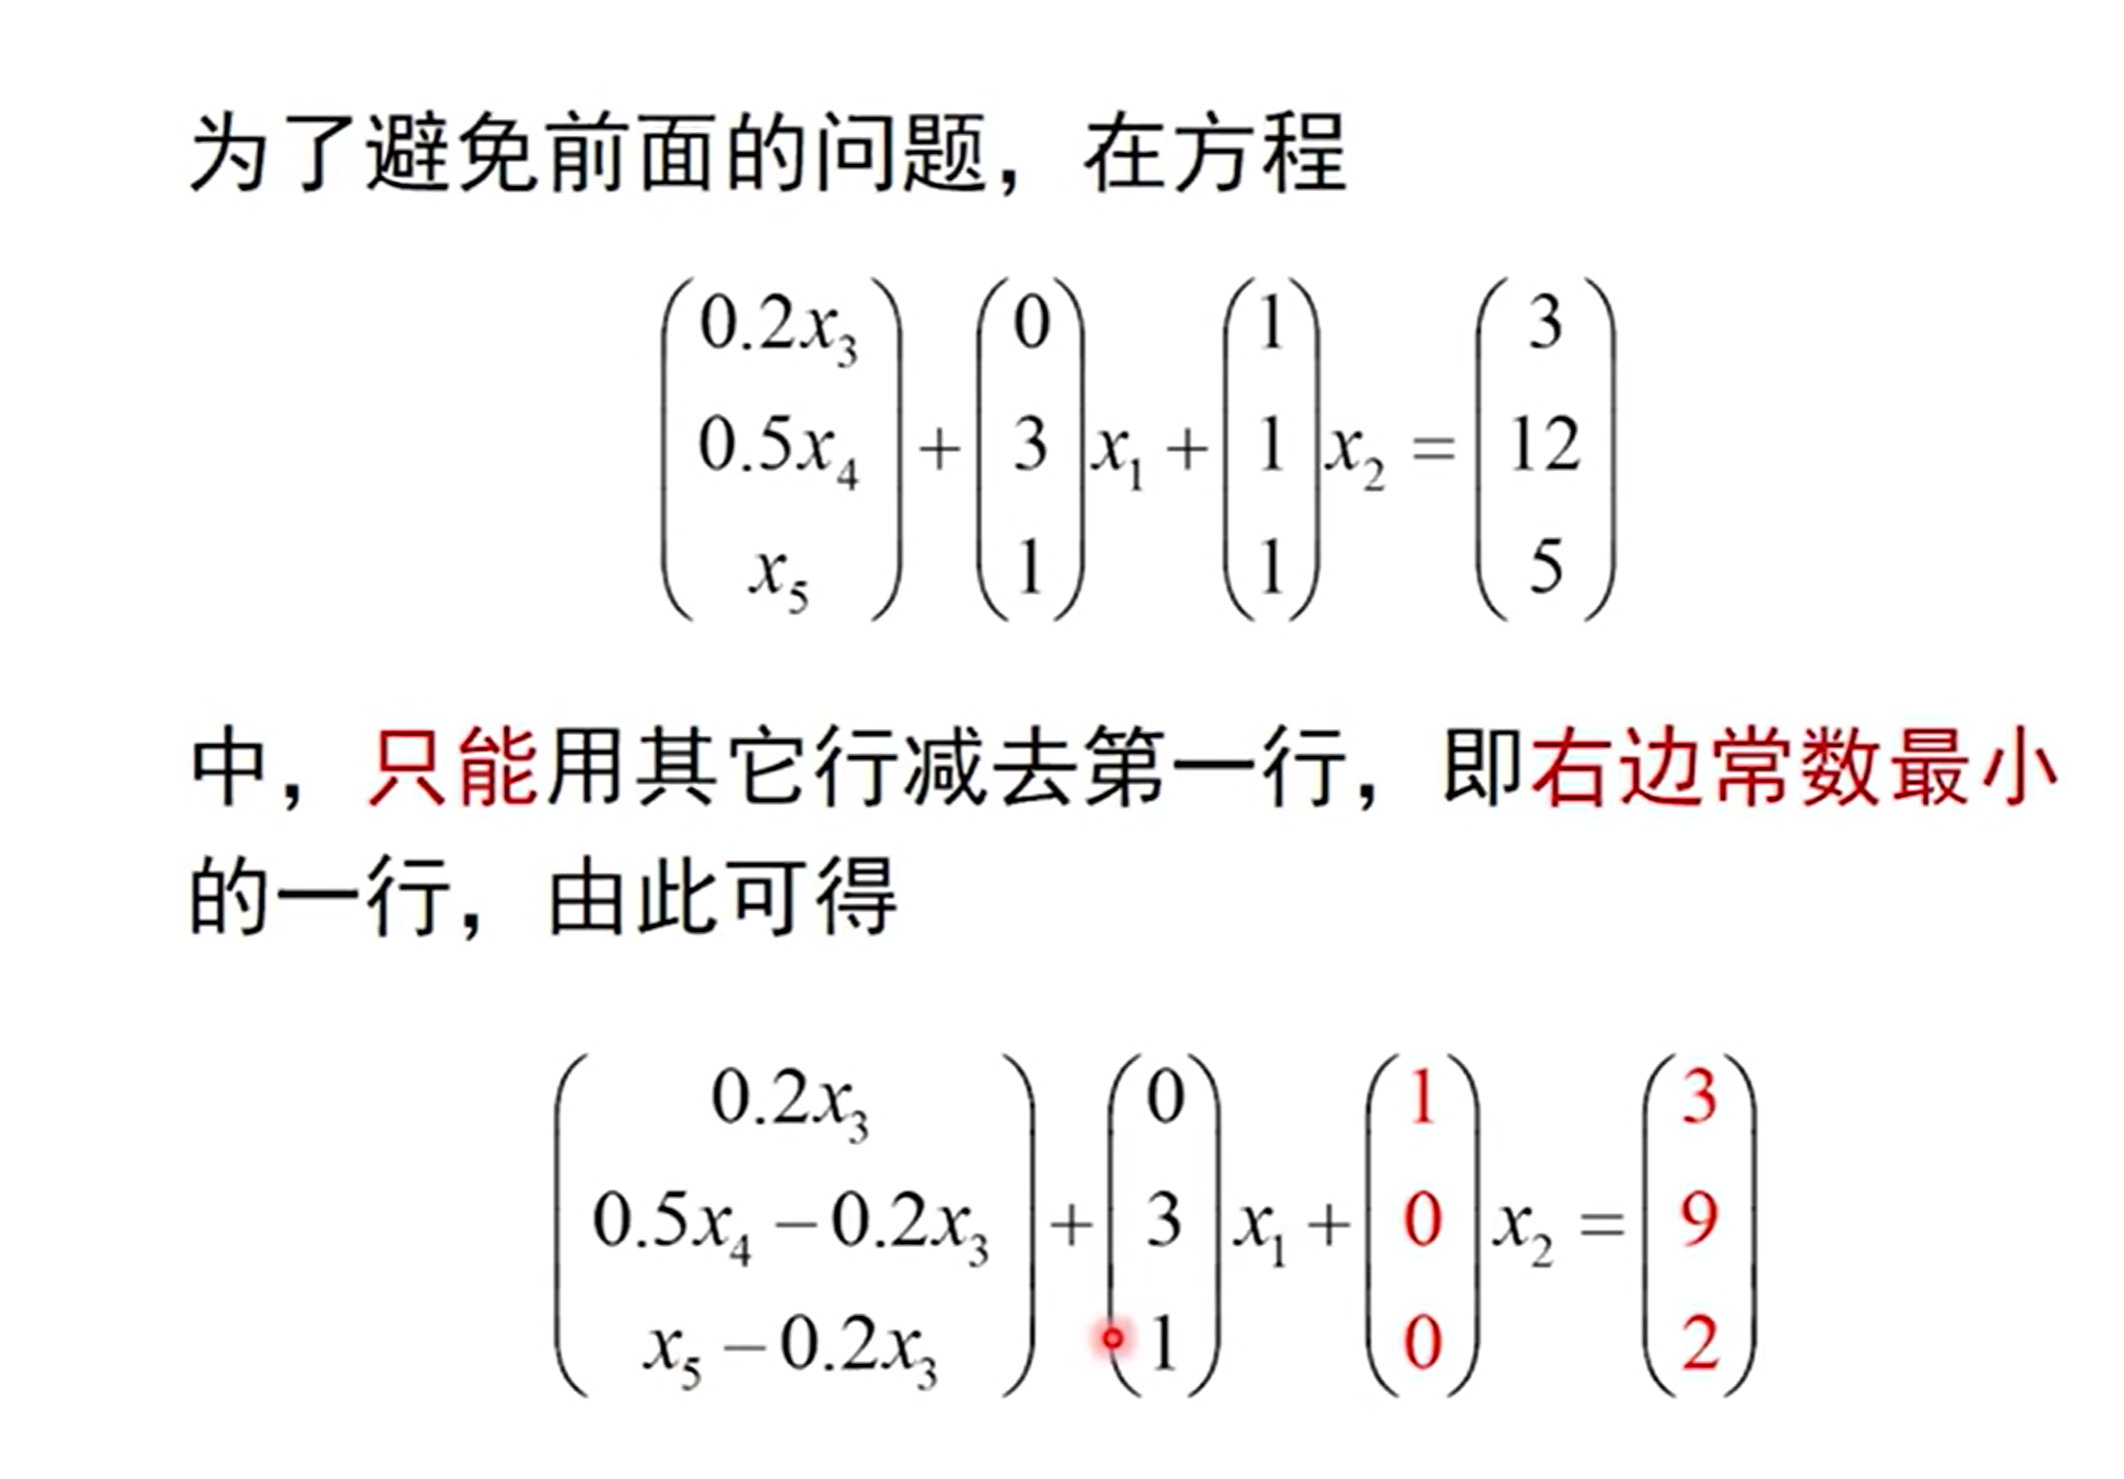 为了避免前面的问题，在方程
$\begin{pmatrix} 0.2x_3 \\ 0.5x_4 \\ x_5 \end{pmatrix} + \begin{pmatrix} 0 \\ 3 \\ 1 \end{pmatrix} x_1 + \begin{pmatrix} 1 \\ 1 \\ 1 \end{pmatrix} x_2 = \begin{pmatrix} 3 \\ 12 \\ 5 \end{pmatrix}$
中，只能用其它行减去第一行，即右边常数最小
的一行，由此可得
$\begin{pmatrix} 0.2x_3 \\ 0.5x_4 - 0.2x_3 \\ x_5 - 0.2x_3 \end{pmatrix} + \begin{pmatrix} 0 \\ 3 \\ 1 \end{pmatrix} x_1 + \begin{pmatrix} 1 \\ 0 \\ 0 \end{pmatrix} x_2 = \begin{pmatrix} 3 \\ 9 \\ 2 \end{pmatrix}$